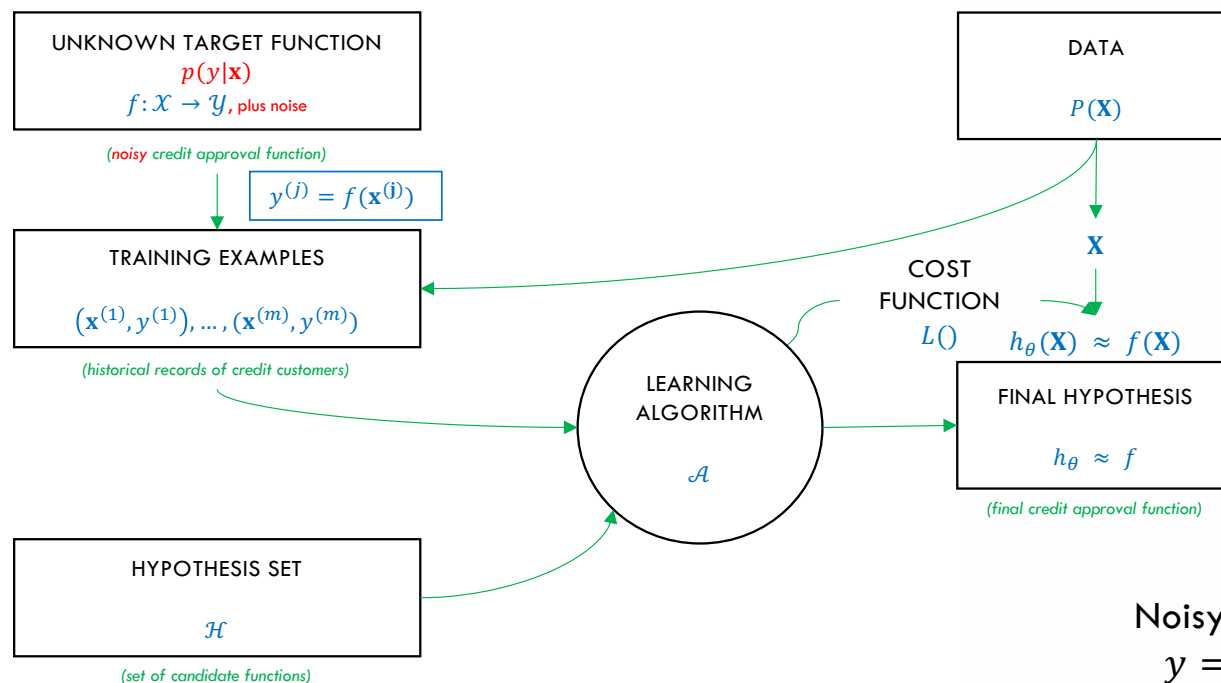 UNKNOWN TARGET FUNCTION
p(y|x)
f: 𝒳 → 𝒴, plus noise
(noisy credit approval function)
y^(j) = f(x^(j))
TRAINING EXAMPLES
(x^(1), y^(1)), … , (x^(m), y^(m))
(historical records of credit customers)
HYPOTHESIS SET
ℋ
(set of candidate functions)
LEARNING
ALGORITHM
𝒜
COST
FUNCTION
L()
DATA
P(X)
X
h_θ(X) ≈ f(X)
FINAL HYPOTHESIS
h_θ ≈ f
(final credit approval function)
Noisy
y =